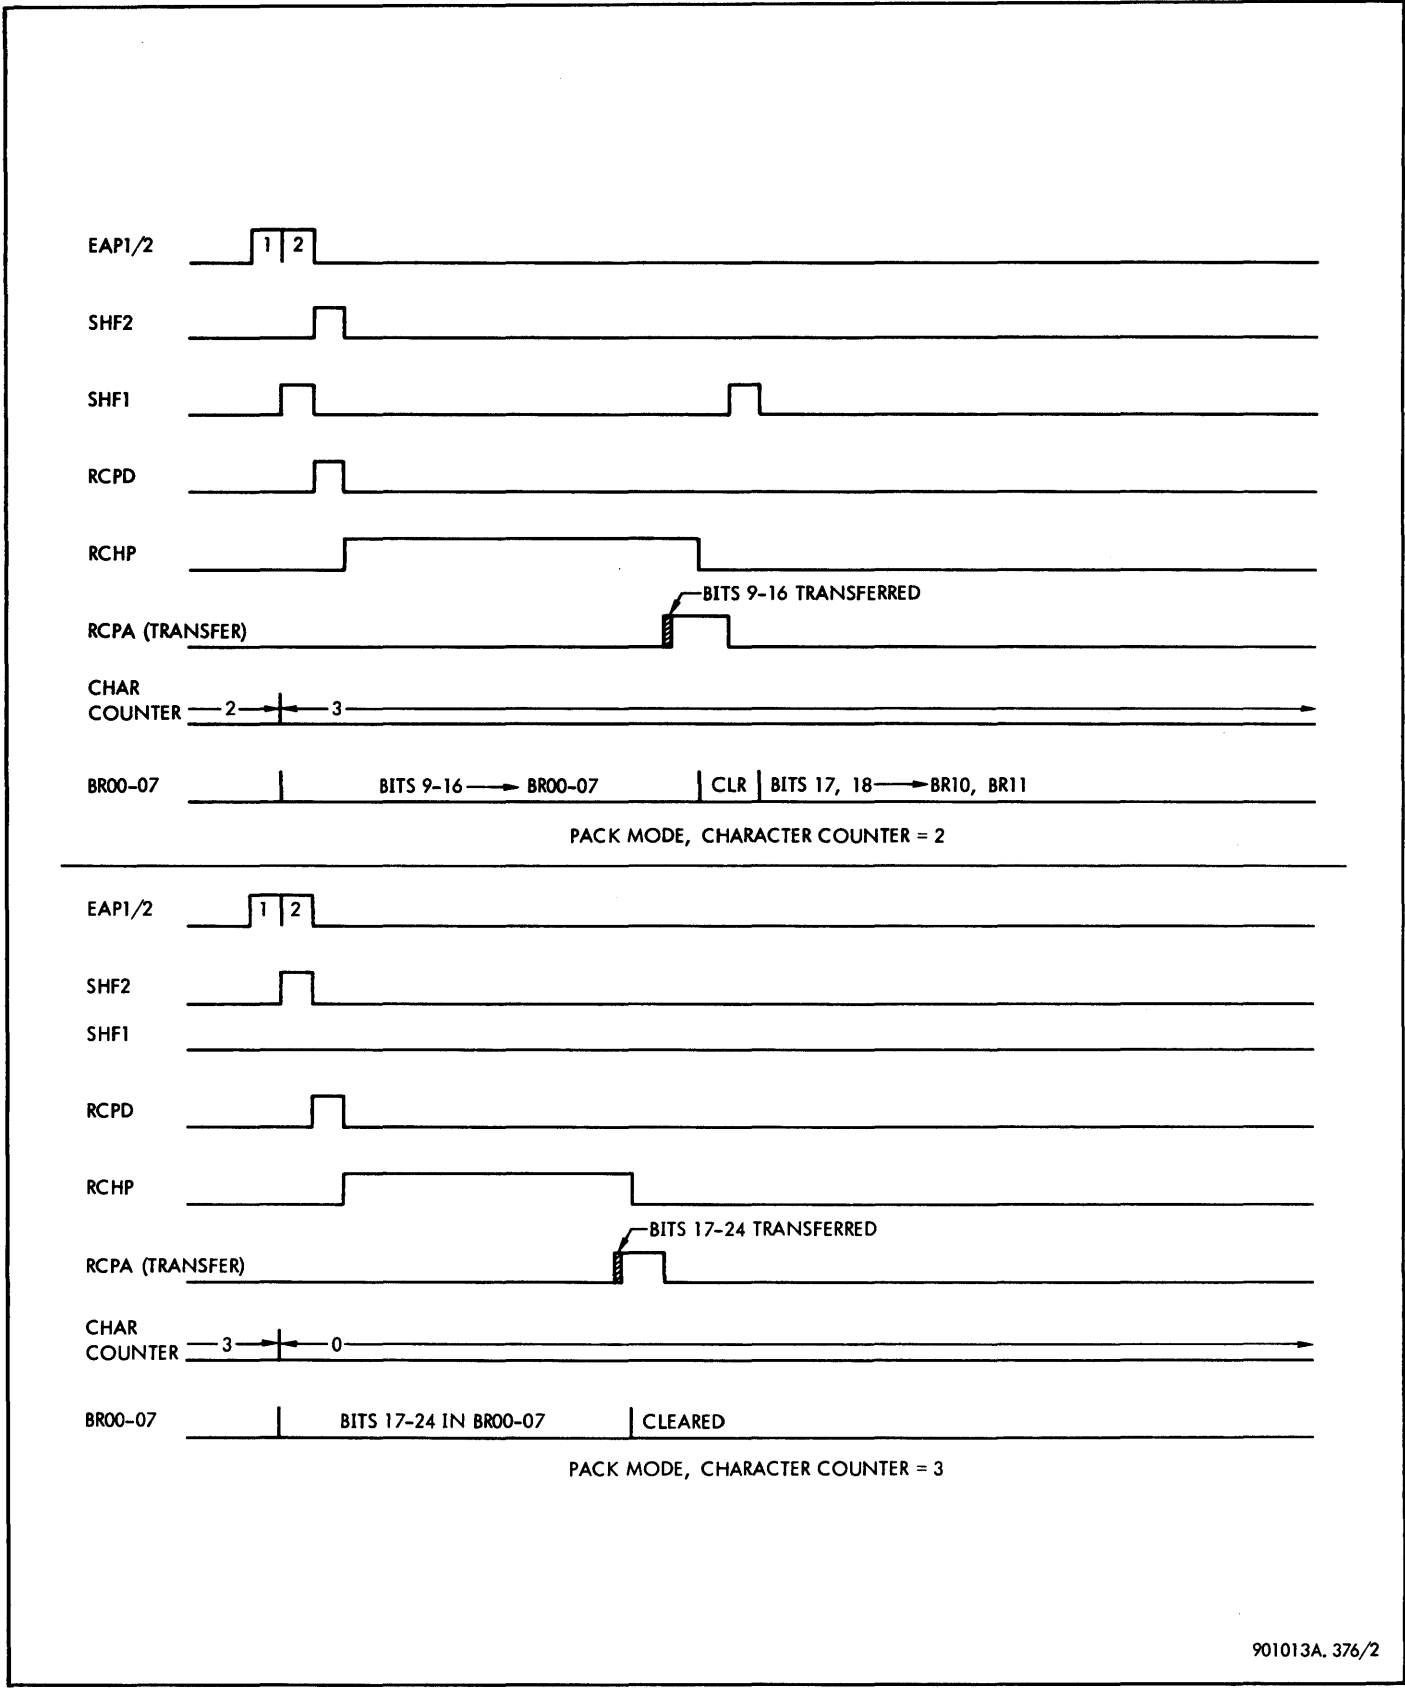 EAP1/2
1 2
SHF2
SHF1
RCPD
RCHP
BITS 9-16 TRANSFERRED
RCPA (TRANSFER)
CHAR
COUNTER 2 3
BR00-07 BITS 9-16 → BR00-07 CLR BITS 17, 18 → BR10, BR11
PACK MODE, CHARACTER COUNTER = 2
EAP1/2
1 2
SHF2
SHF1
RCPD
RCHP
BITS 17-24 TRANSFERRED
RCPA (TRANSFER)
CHAR
COUNTER 3 0
BR00-07 BITS 17-24 IN BR00-07 CLEARED
PACK MODE, CHARACTER COUNTER = 3
901013A. 376/2